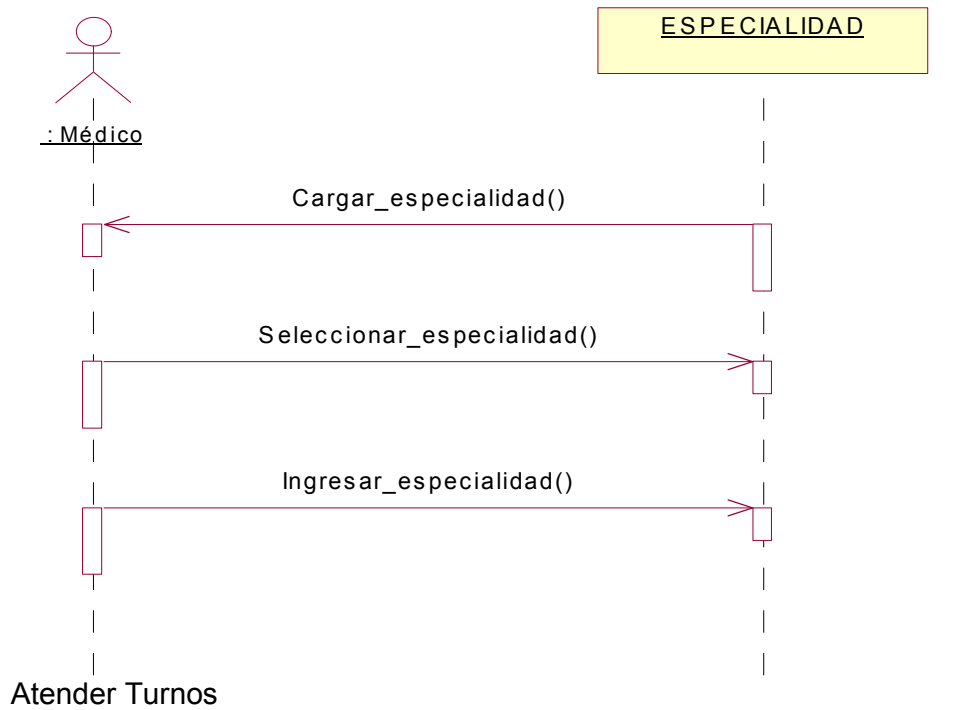 ESPECIALIDAD
: Médico
Cargar_especialidad()
Seleccionar_especialidad()
Ingresar_especialidad()
Atender Turnos